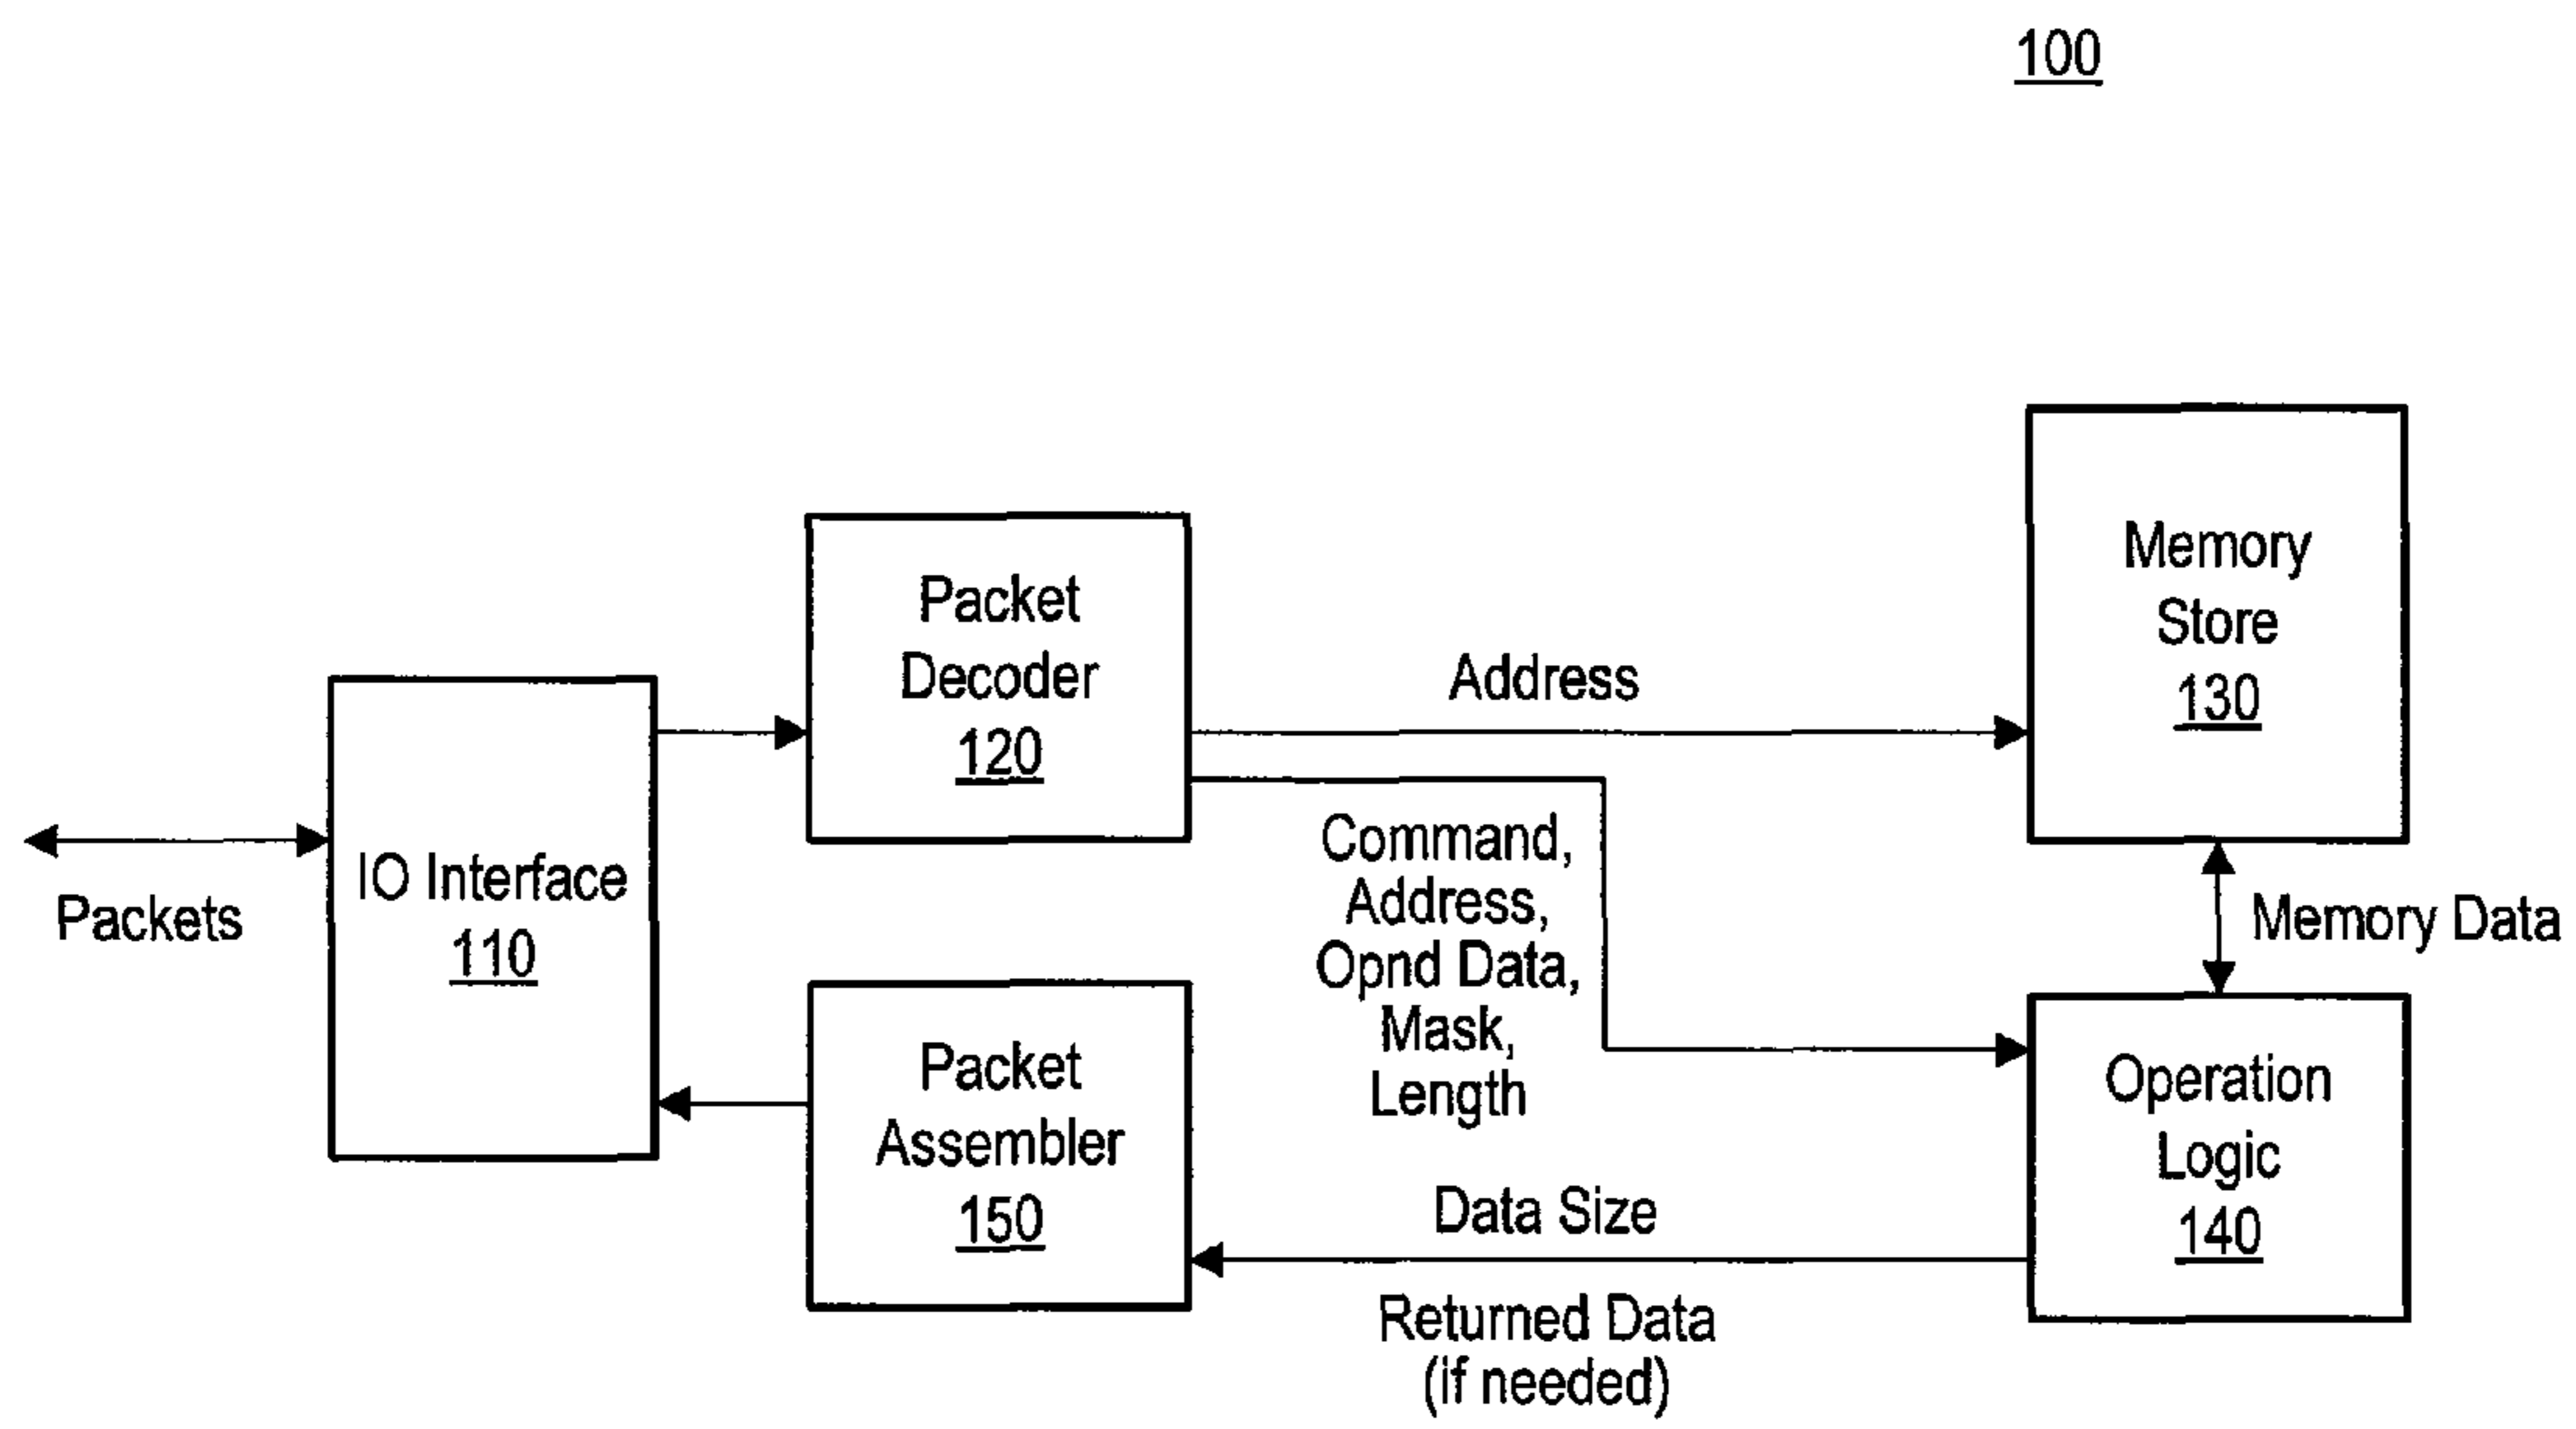 100
Packets
IO Interface
110
Packet
Decoder
120
Address
Memory
Store
130
Command,
Address,
Opnd Data,
Mask,
Length
Memory Data
Packet
Assembler
150
Data Size
Returned Data
(if needed)
Operation
Logic
140